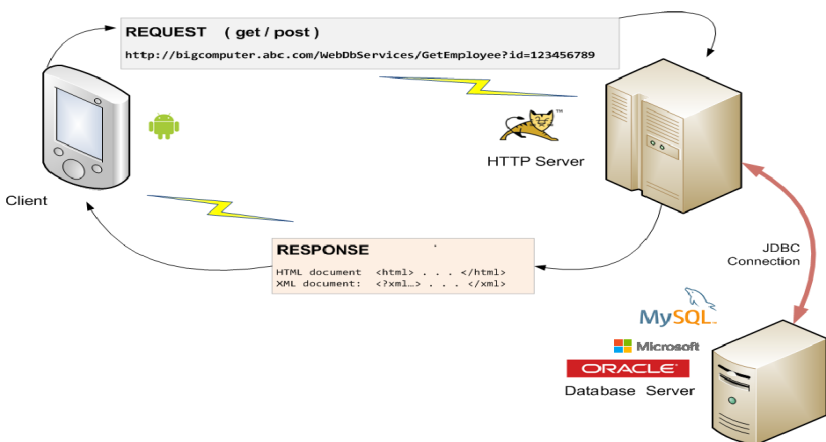 REQUEST ( get / post )
http://bigcomputer.abc.com/WebDbServices/GetEmployee?id=123456789
TM
HTTP Server
Client
RESPONSE
HTML document <html> . . . </html>
XML document: <?xml…> . . . </xml>
JDBC
Connection
MySQL
Microsoft
ORACLE
Database Server